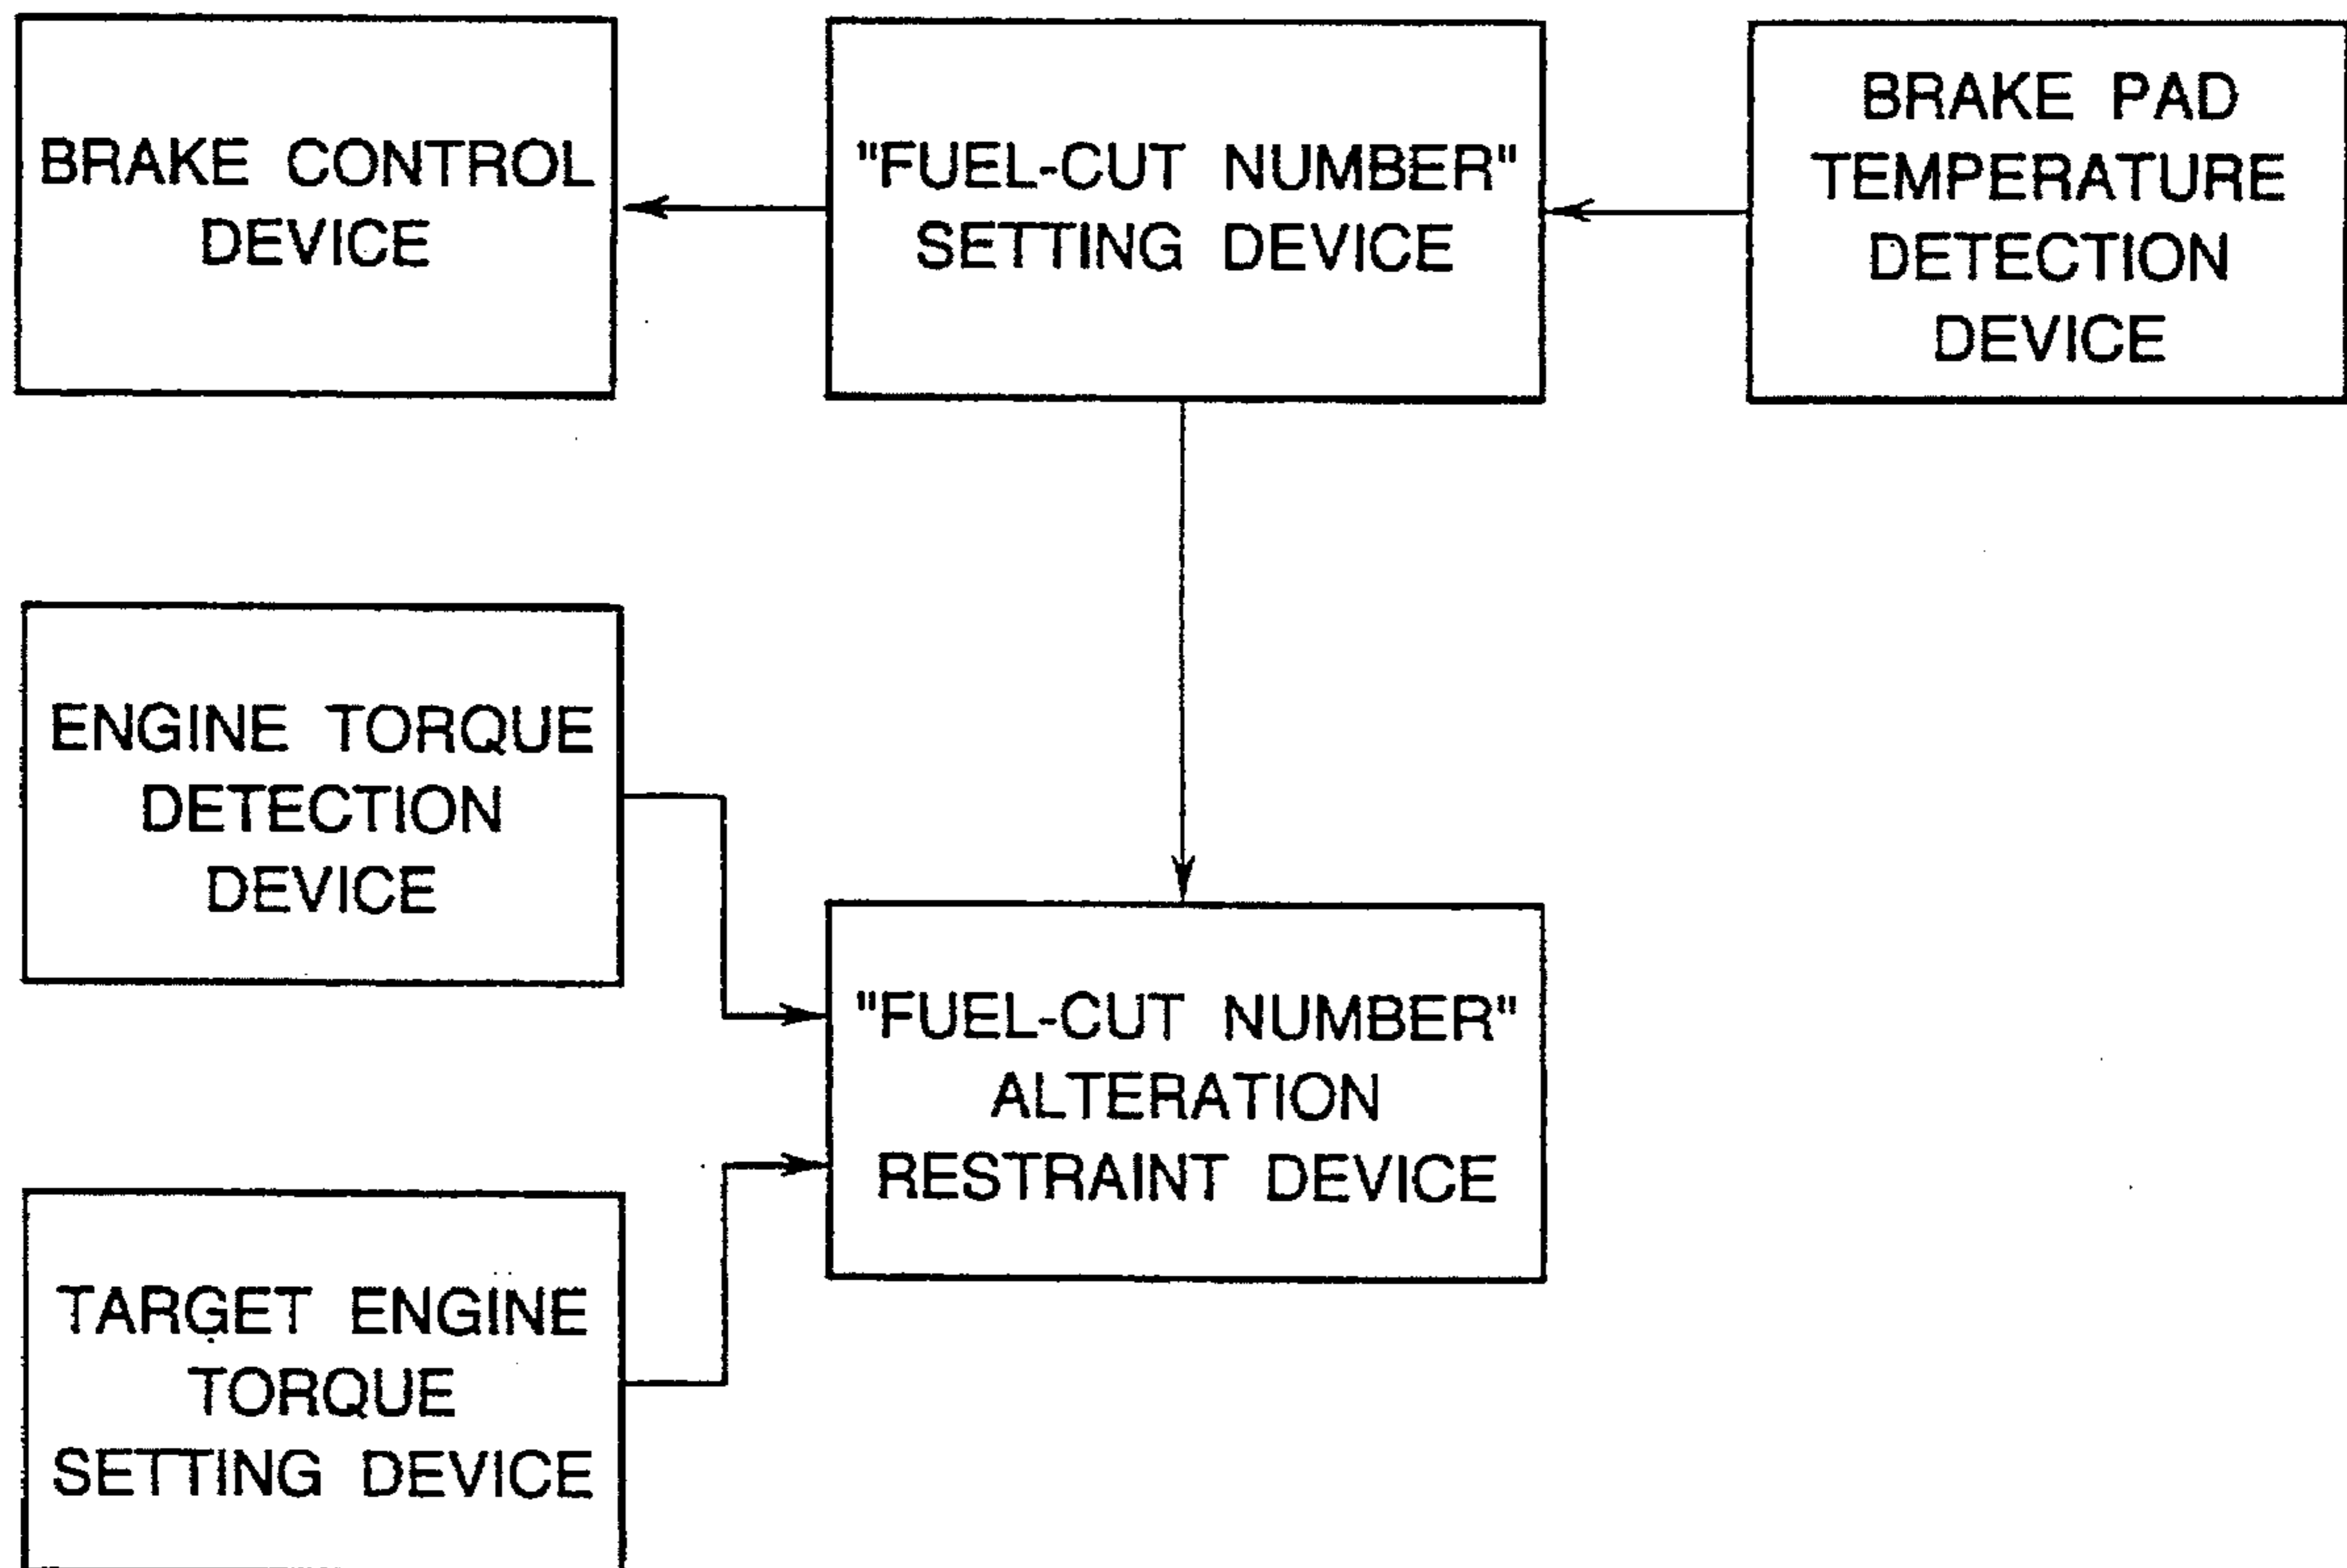 BRAKE CONTROL
DEVICE
"FUEL-CUT NUMBER"
SETTING DEVICE
BRAKE PAD
TEMPERATURE
DETECTION
DEVICE
ENGINE TORQUE
DETECTION
DEVICE
"FUEL-CUT NUMBER"
ALTERATION
RESTRAINT DEVICE
TARGET ENGINE
TORQUE
SETTING DEVICE